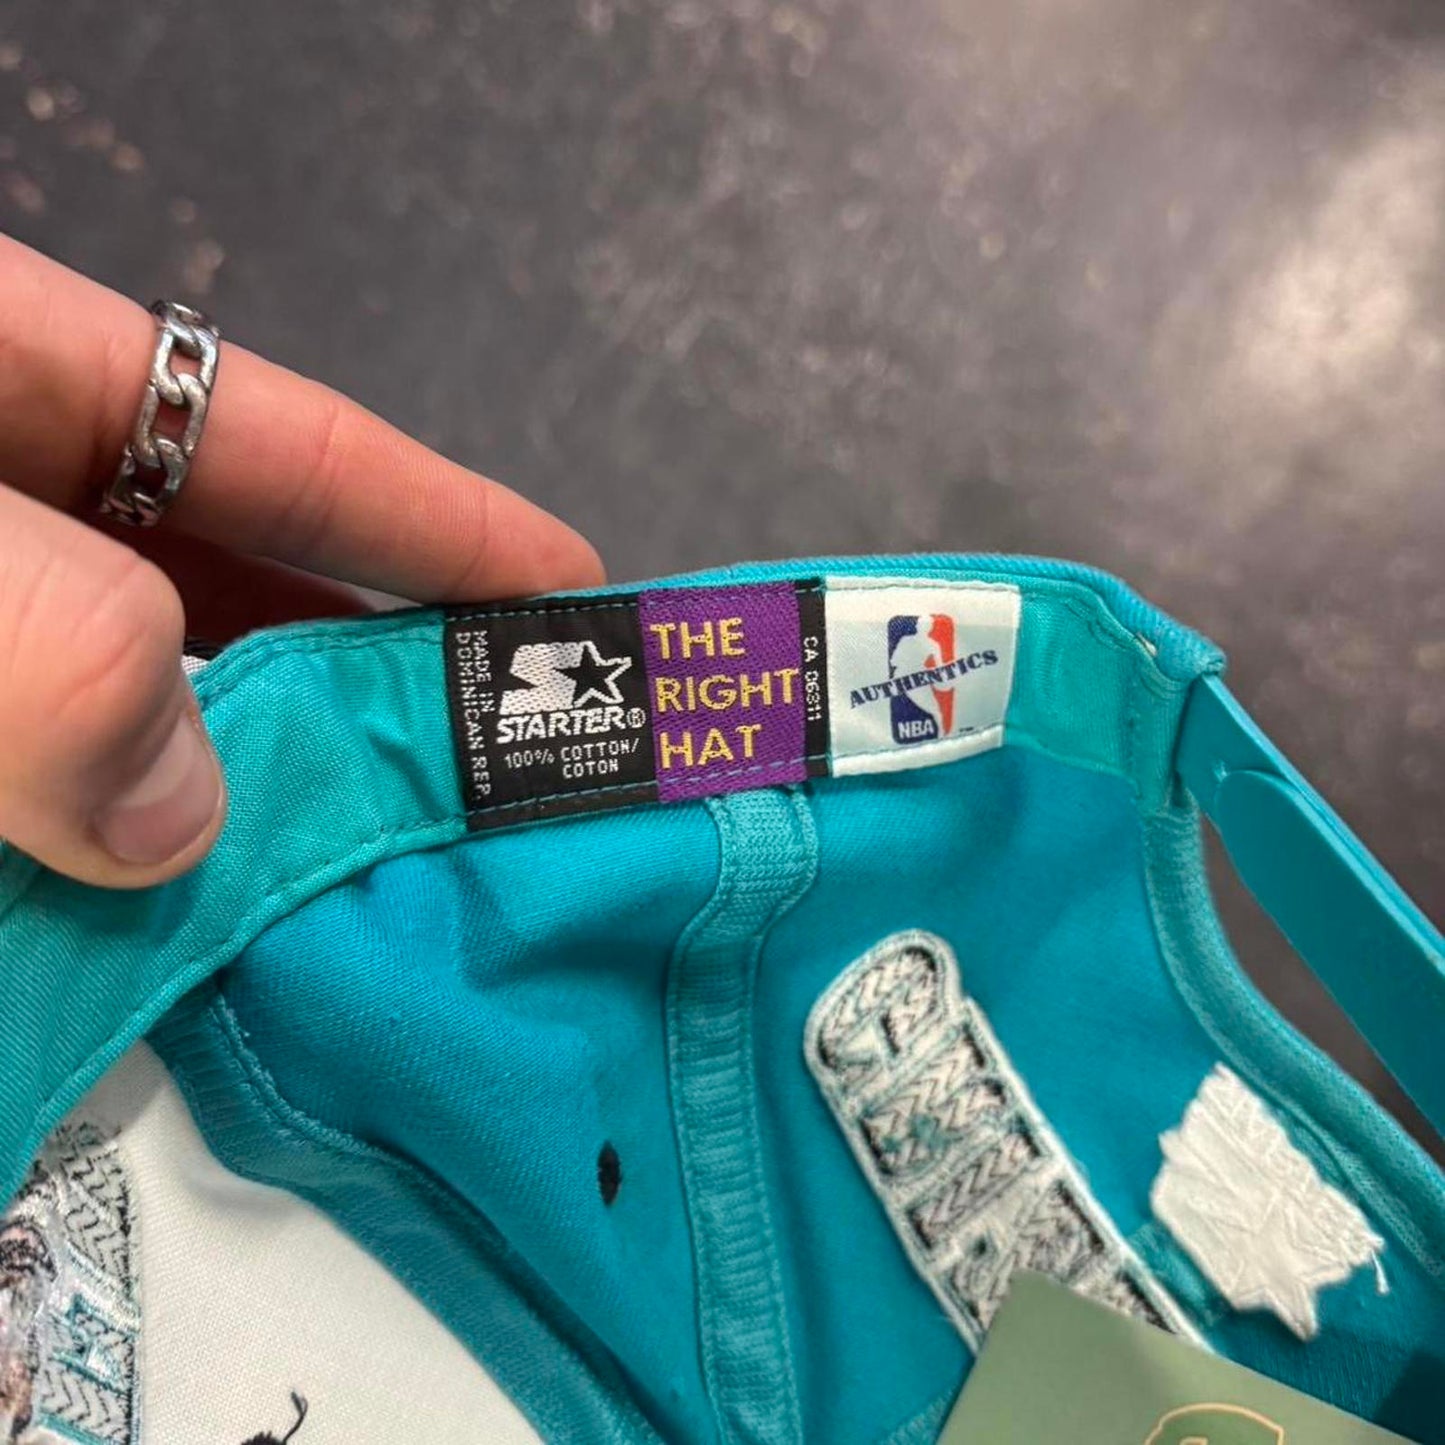 MADE IN
DOMINICAN REP.
STARTER®
100% COTTON/
COTON
THE
RIGHT
HAT
CA 06311
AUTHENTICS
NBA